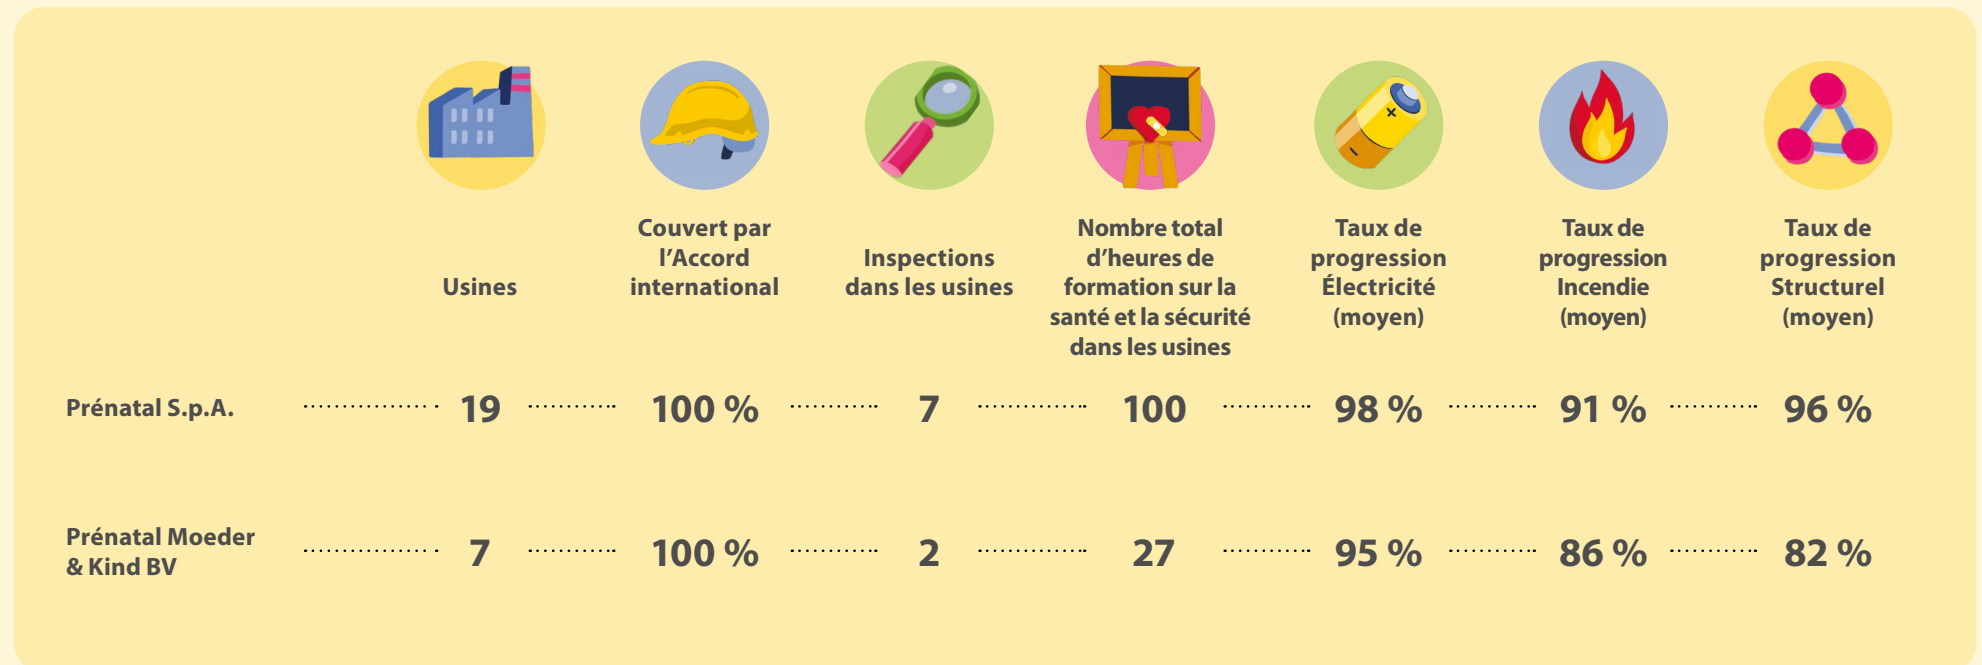 Usines
Couvert par
l’Accord
international
Inspections
dans les usines
Nombre total
d’heures de
formation sur la
santé et la sécurité
dans les usines
Taux de
progression
Électricité
(moyen)
Taux de
progression
Incendie
(moyen)
Taux de
progression
Structurel
(moyen)
Prénatal S.p.A. 19 100 % 7 100 98 % 91 % 96 %
Prénatal Moeder
& Kind BV
7 100 % 2 27 95 % 86 % 82 %